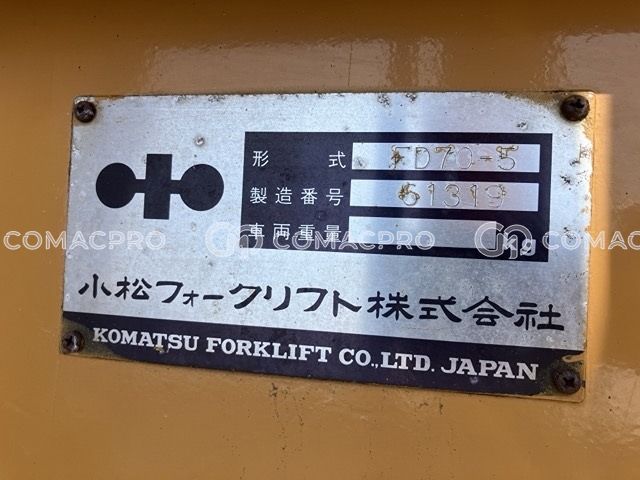 形式 FD70-5
製造番号 61319
車両重量 kg
COMACPRO COMACPRO COMAC
小松フォークリフト株式会社
KOMATSU FORKLIFT CO.,LTD. JAPAN